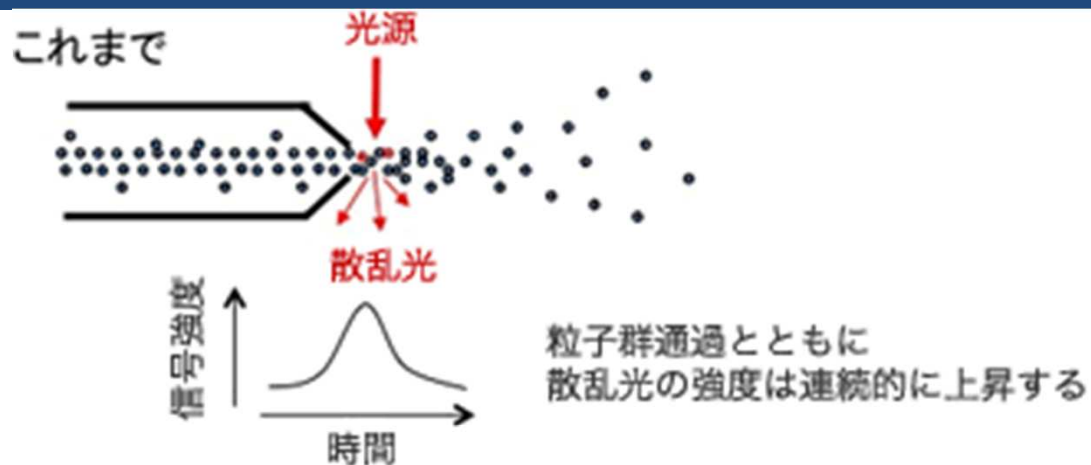 これまで
光源
散乱光
信号強度
時間
粒子群通過とともに
散乱光の強度は連続的に上昇する